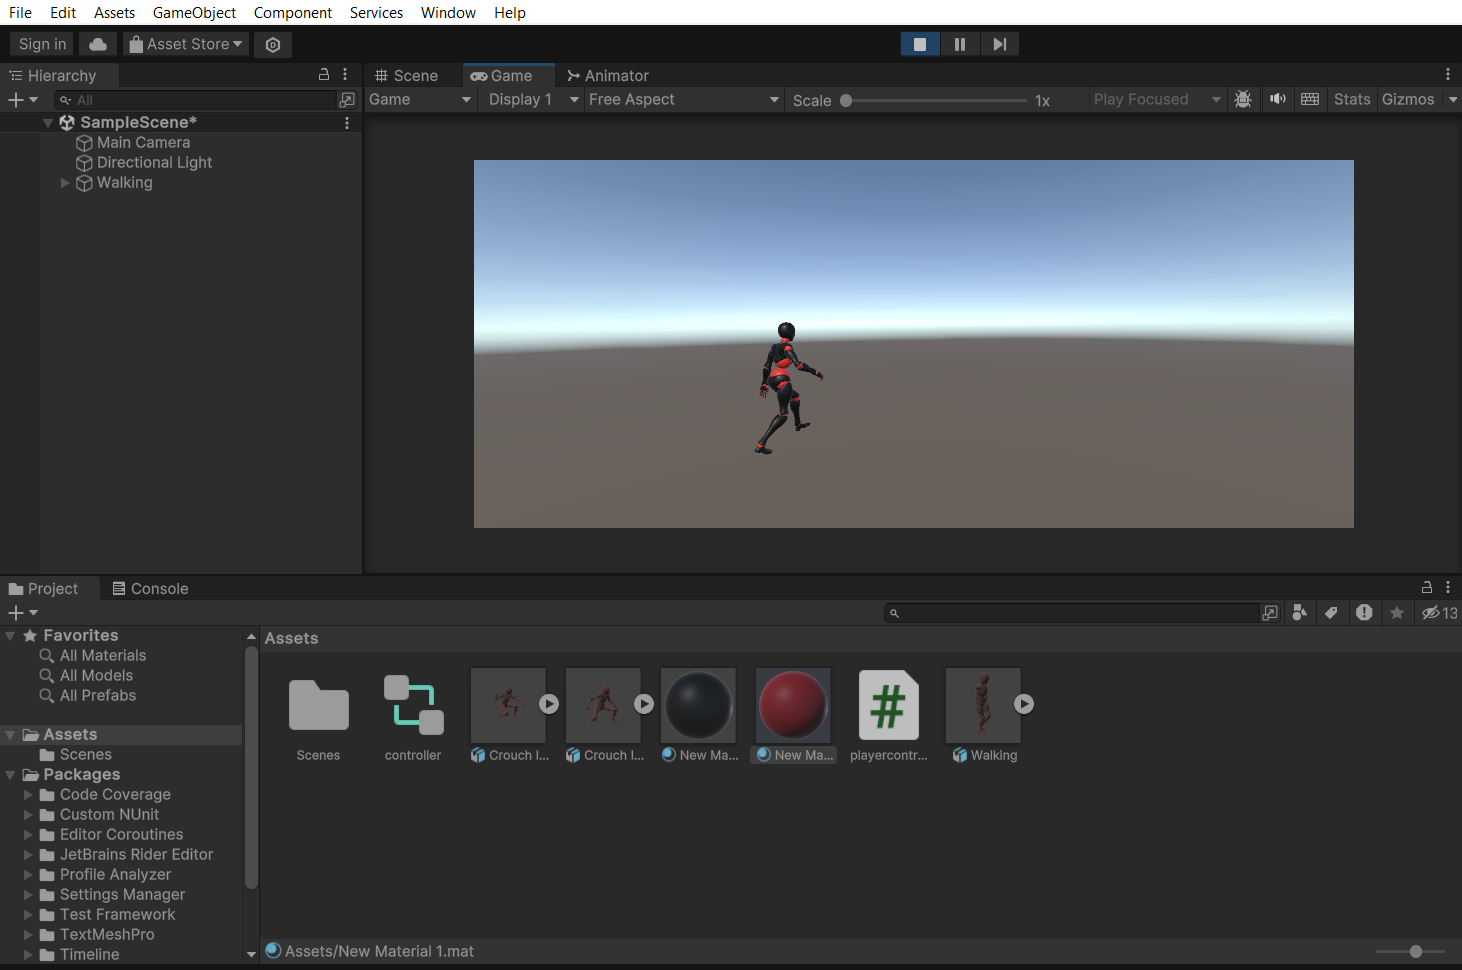 File Edit Assets GameObject Component Services Window Help
Sign in Asset Store
Hierarchy
All
SampleScene*
Main Camera
Directional Light
Walking
Scene Game Animator
Game Display 1 Free Aspect Scale 1x Play Focused Stats Gizmos
Project Console
13
Favorites
All Materials
All Models
All Prefabs
Assets
Scenes
Packages
Code Coverage
Custom NUnit
Editor Coroutines
JetBrains Rider Editor
Profile Analyzer
Settings Manager
Test Framework
TextMeshPro
Timeline
Assets
Scenes controller Crouch I... Crouch I... New Ma... New Ma... playercontr... Walking
Assets/New Material 1.mat